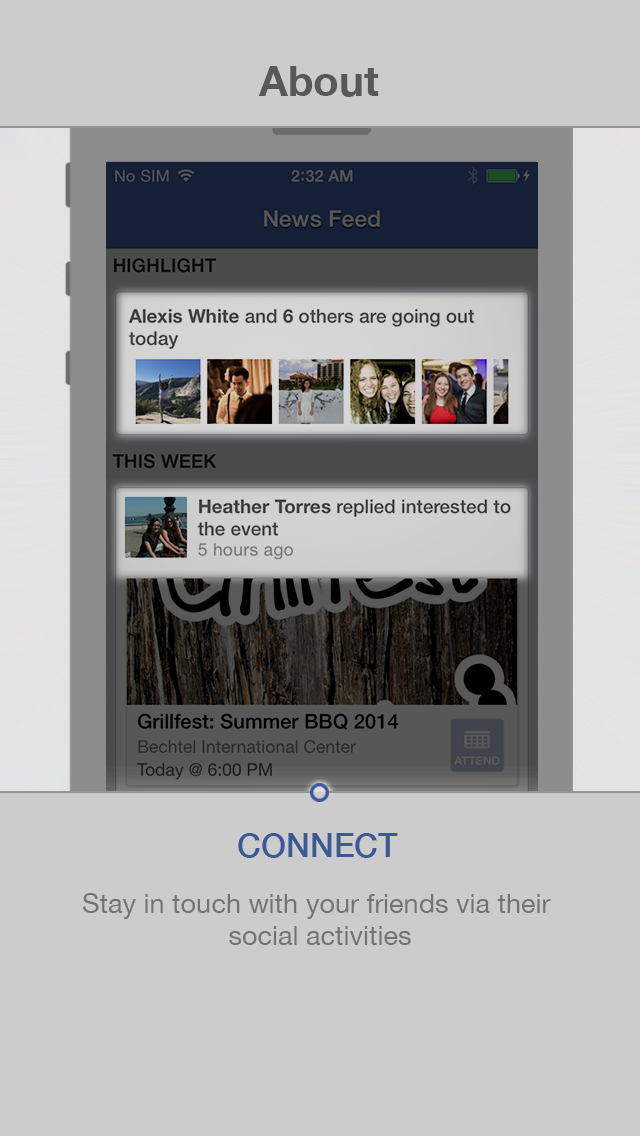 About
No SIM 2:32 AM
News Feed
HIGHLIGHT
Alexis White and 6 others are going out
today
THIS WEEK
Heather Torres replied interested to
the event
5 hours ago
Grillfest
Grillfest: Summer BBQ 2014
Bechtel International Center
Today @ 6:00 PM
ATTEND
CONNECT
Stay in touch with your friends via their
social activities